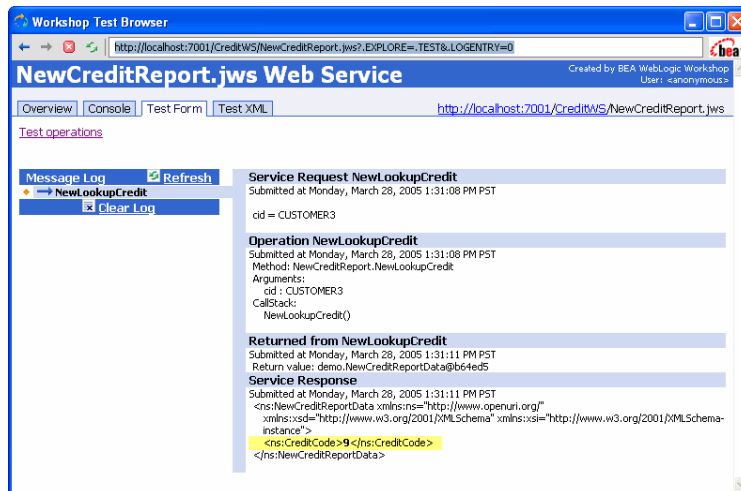 Workshop Test Browser
http://localhost:7001/CreditWS/NewCreditReport.jws?.EXPLORE=.TEST&.LOGENTRY=0
bea
NewCreditReport.jws Web Service
Created by BEA WebLogic Workshop
User: <anonymous>
Overview Console Test Form Test XML
http://localhost:7001/CreditWS/NewCreditReport.jws
Test operations
Message Log Refresh
NewLookupCredit
Clear Log
Service Request NewLookupCredit
Submitted at Monday, March 28, 2005 1:31:08 PM PST
cid = CUSTOMER3
Operation NewLookupCredit
Submitted at Monday, March 28, 2005 1:31:08 PM PST
Method: NewCreditReport.NewLookupCredit
Arguments:
cid : CUSTOMER3
CallStack:
NewLookupCredit()
Returned from NewLookupCredit
Submitted at Monday, March 28, 2005 1:31:11 PM PST
Return value: demo.NewCreditReportData@b64ed5
Service Response
Submitted at Monday, March 28, 2005 1:31:11 PM PST
<ns:NewCreditReportData xmlns:ns="http://www.openuri.org/"
xmlns:xsd="http://www.w3.org/2001/XMLSchema" xmlns:xsi="http://www.w3.org/2001/XMLSchema-
instance">
<ns:CreditCode>9</ns:CreditCode>
</ns:NewCreditReportData>